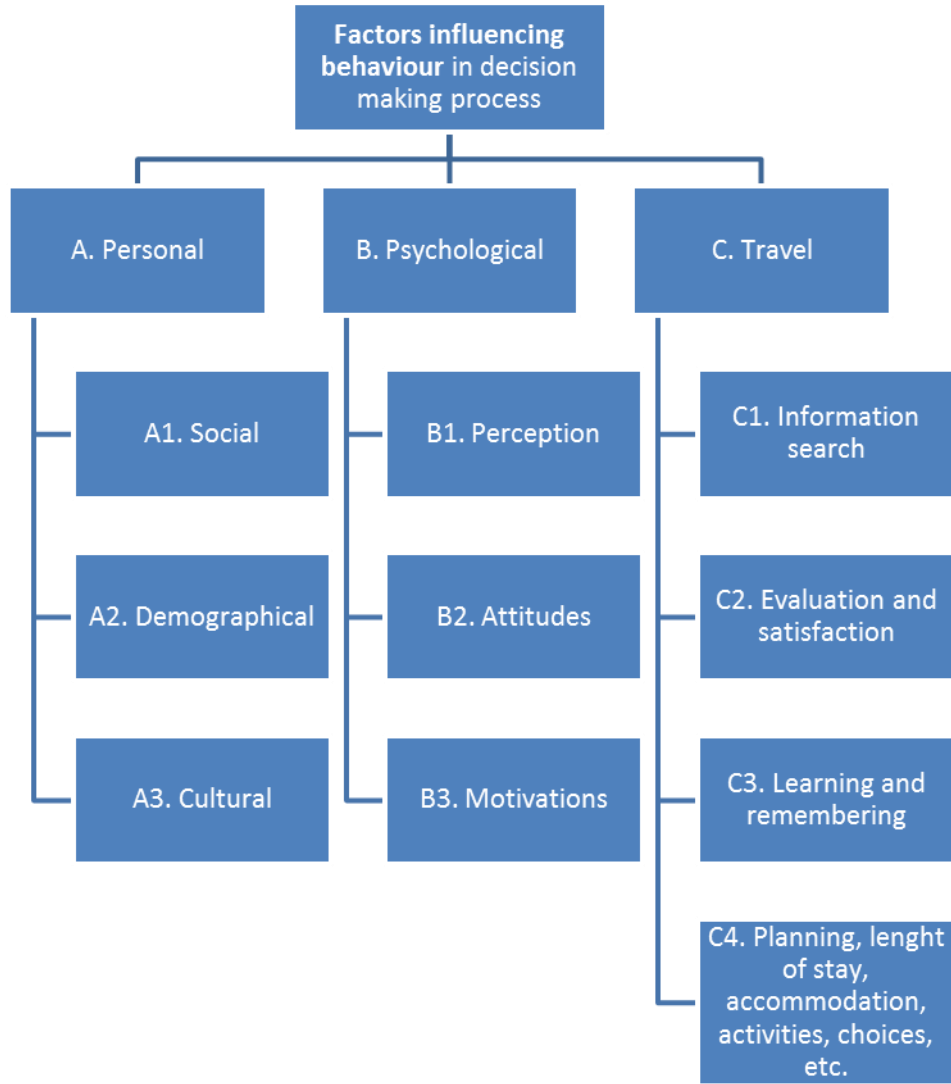 Factors influencing
behaviour in decision
making process
A. Personal
B. Psychological
C. Travel
A1. Social
B1. Perception
C1. Information
search
A2. Demographical
B2. Attitudes
C2. Evaluation and
satisfaction
A3. Cultural
B3. Motivations
C3. Learning and
remembering
C4. Planning, lenght
of stay,
accommodation,
activities, choices,
etc.